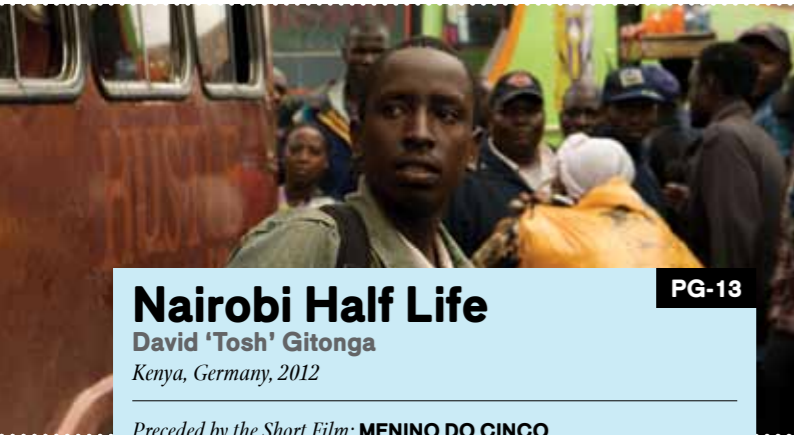 HUSTLE
PG-13
Nairobi Half Life
David ‘Tosh’ Gitonga
Kenya, Germany, 2012
Preceded by the Short Film: MENINO DO CINCO